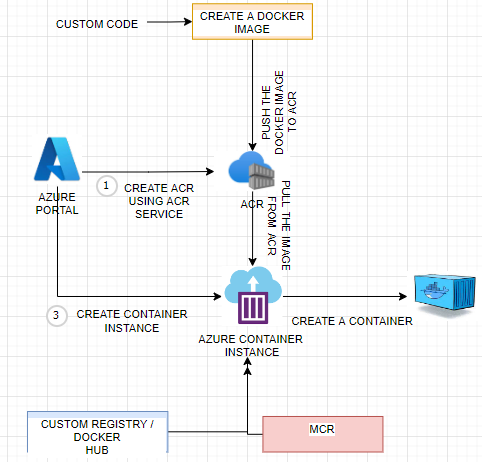 CUSTOM CODE
CREATE A DOCKER
IMAGE
PUSH THE
DOCKER IMAGE
TO ACR
AZURE
PORTAL
1
CREATE ACR
USING ACR
SERVICE
ACR
PULL THE IMAGE
FROM ACR
3
CREATE CONTAINER
INSTANCE
AZURE CONTAINER
INSTANCE
CREATE A CONTAINER
CUSTOM REGISTRY /
DOCKER
HUB
MCR